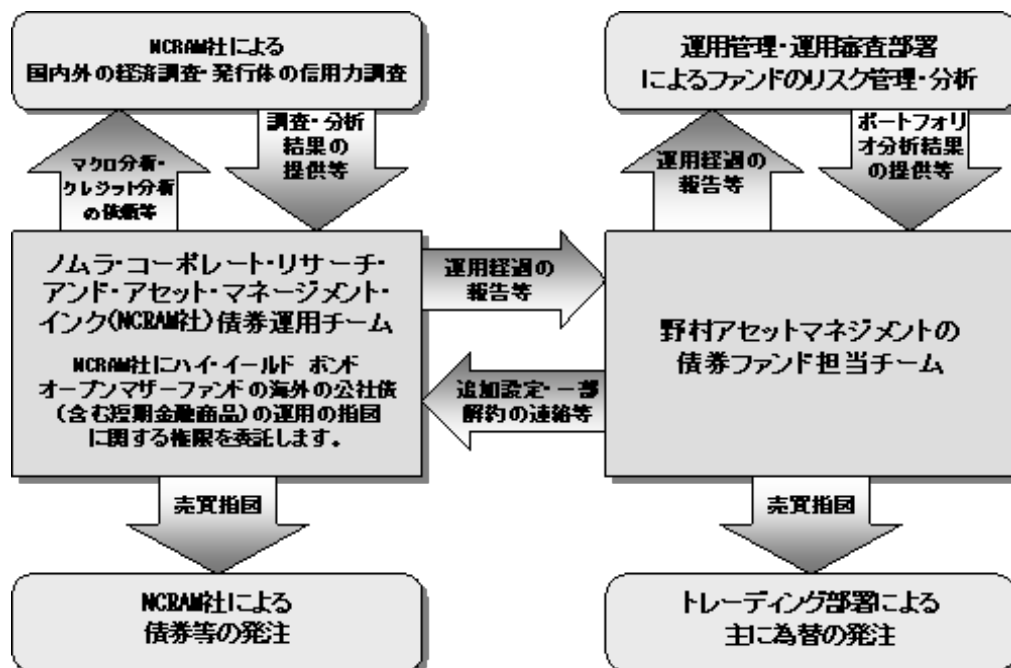 NCRAM社による
国内外の経済調査・発行体の信用力調査
運用管理・運用審査部署
によるファンドのリスク管理・分析
マクロ分析・
クレジット分析
の依頼等
調査・分析
結果の
提供等
運用経過の
報告等
ポートフォリ
オ分析結果
の提供等
ノムラ・コーポレート・リサーチ・
アンド・アセット・マネージメント・
インク(NCRAM社)債券運用チーム
NCRAM社にハイ・イールド ボンド
オープンマザーファンドの海外の公社債
(含む短期金融商品)の運用の指図
に関する権限を委託します。
運用経過の
報告等
追加設定・一部
解約の連絡等
野村アセットマネジメントの
債券ファンド担当チーム
売買指図
売買指図
NCRAM社による
債券等の発注
トレーディング部署による
主に為替の発注